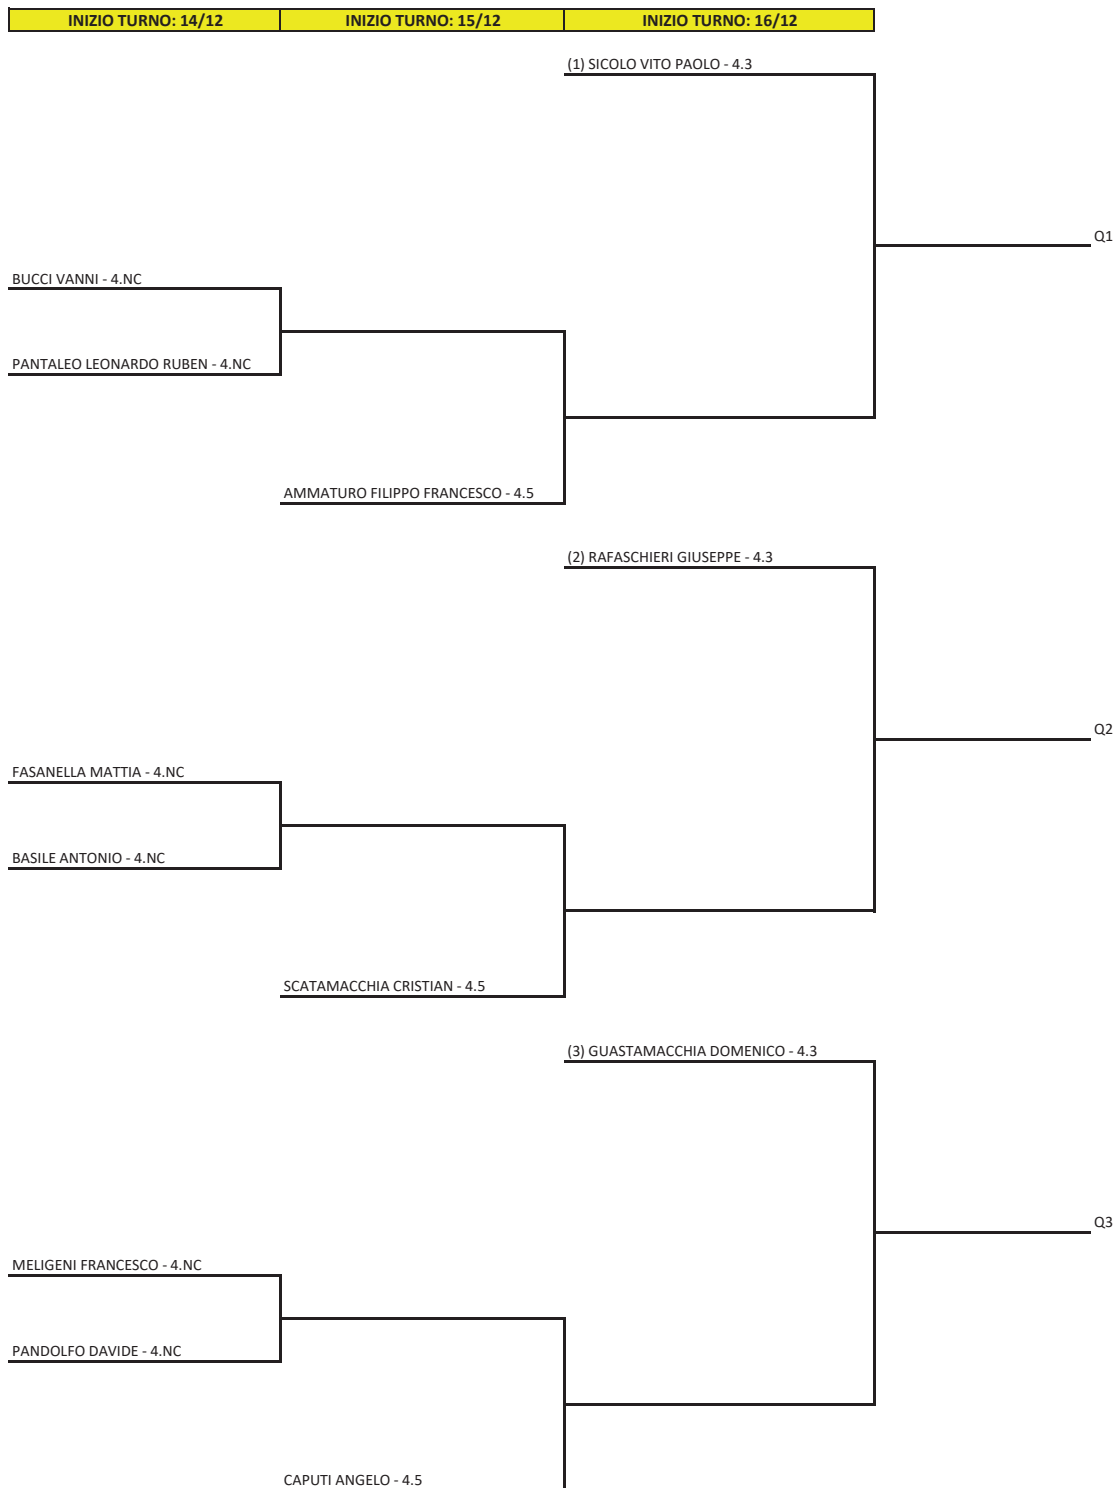 INIZIO TURNO: 14/12 INIZIO TURNO: 15/12 INIZIO TURNO: 16/12
(1) SICOLO VITO PAOLO - 4.3
Q1
BUCCI VANNI - 4.NC
PANTALEO LEONARDO RUBEN - 4.NC
AMMATURO FILIPPO FRANCESCO - 4.5
(2) RAFASCHIERI GIUSEPPE - 4.3
Q2
FASANELLA MATTIA - 4.NC
BASILE ANTONIO - 4.NC
SCATAMACCHIA CRISTIAN - 4.5
(3) GUASTAMACCHIA DOMENICO - 4.3
Q3
MELIGENI FRANCESCO - 4.NC
PANDOLFO DAVIDE - 4.NC
CAPUTI ANGELO - 4.5